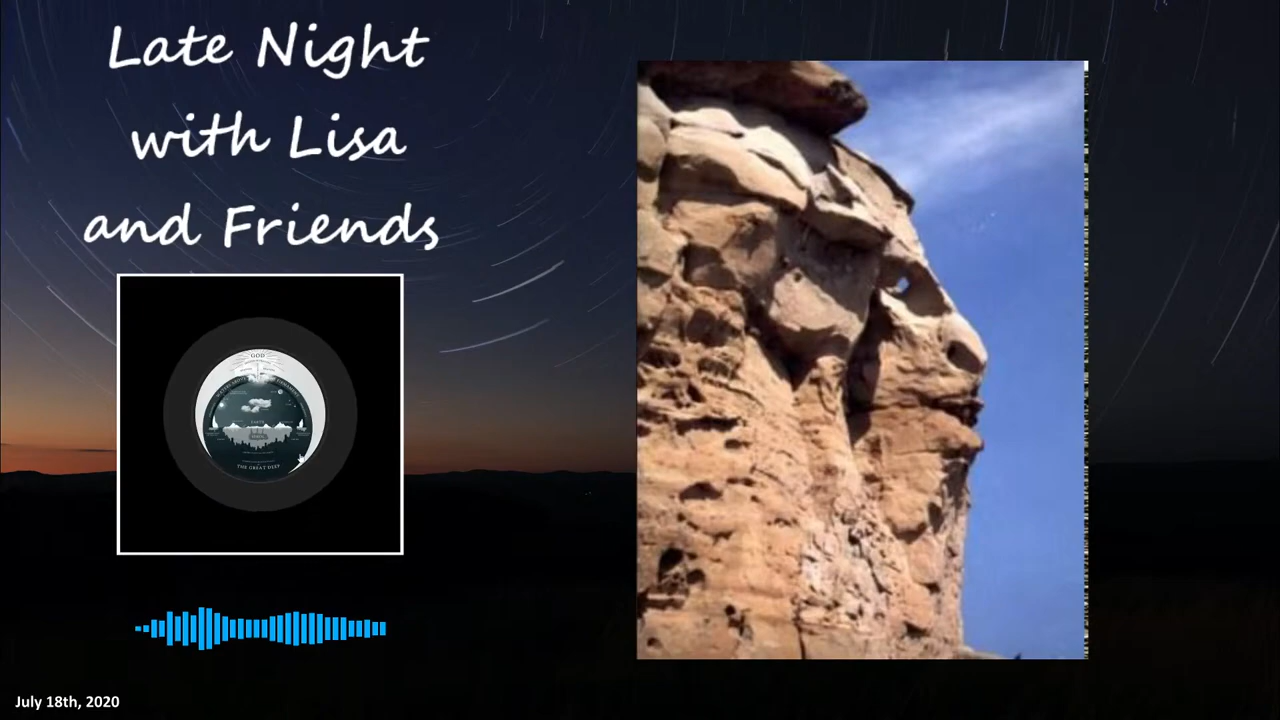 Late Night
with Lisa
and Friends
GOD
EARTH
THE GREAT DEEP
July 18th, 2020